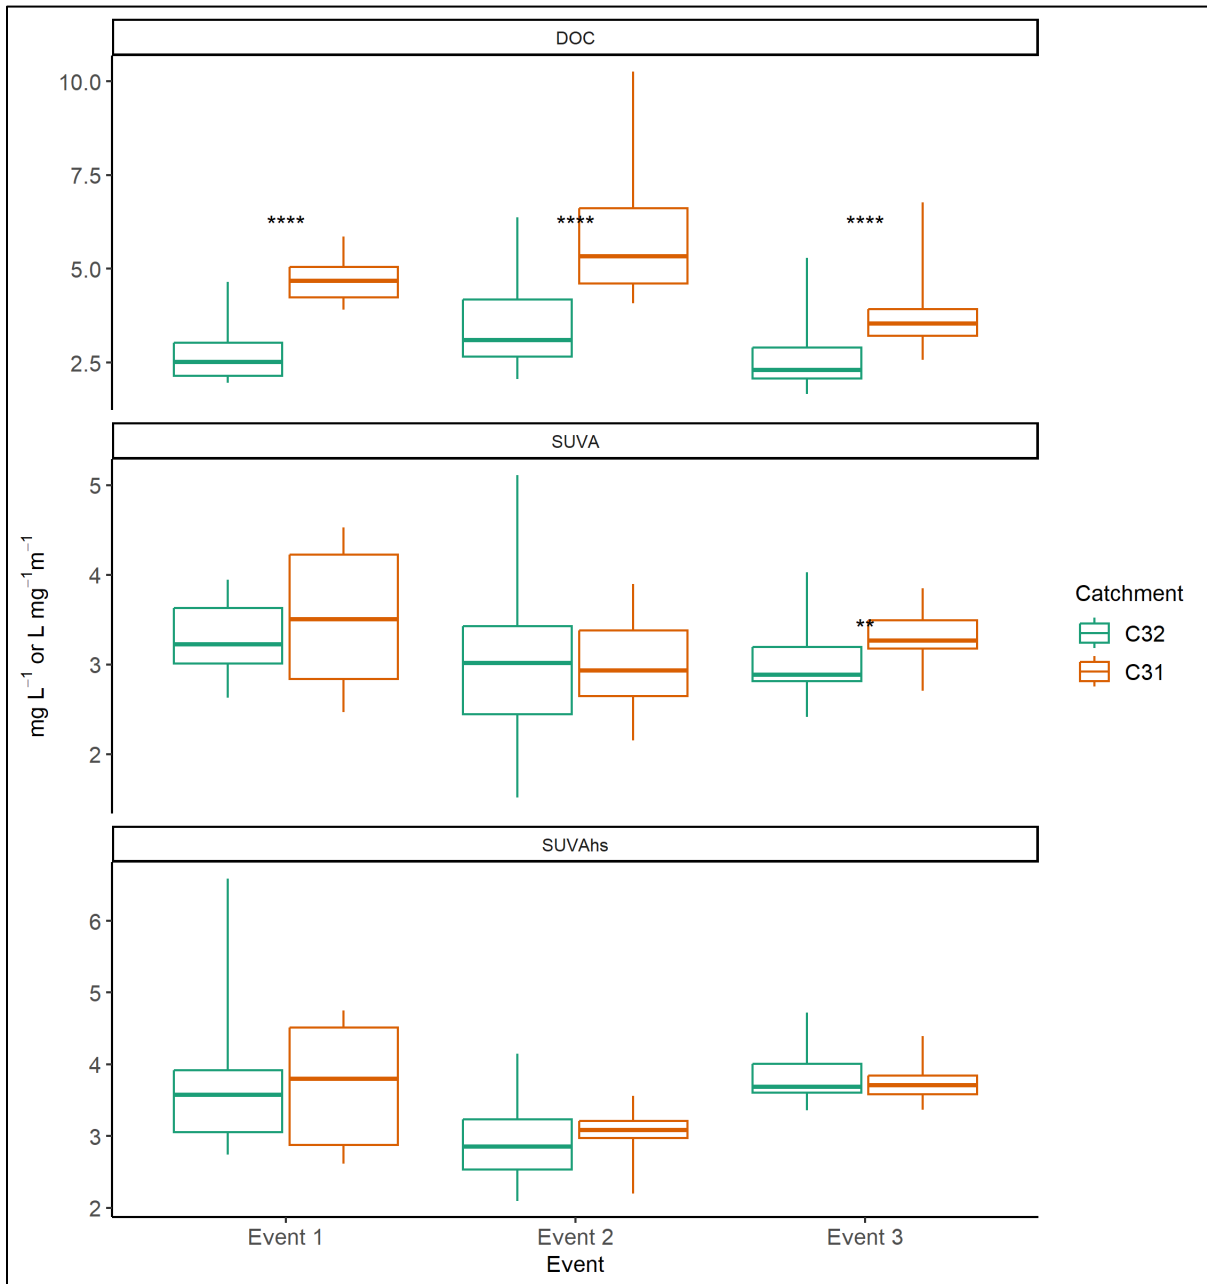 DOC
10.0
7.5
5.0
2.5
**** **** ****
SUVA
5
4
3
2
**
SUVAhs
6
5
4
3
2
Event 1 Event 2 Event 3
Event
mg L⁻¹ or L mg⁻¹m⁻¹
Catchment
C32
C31